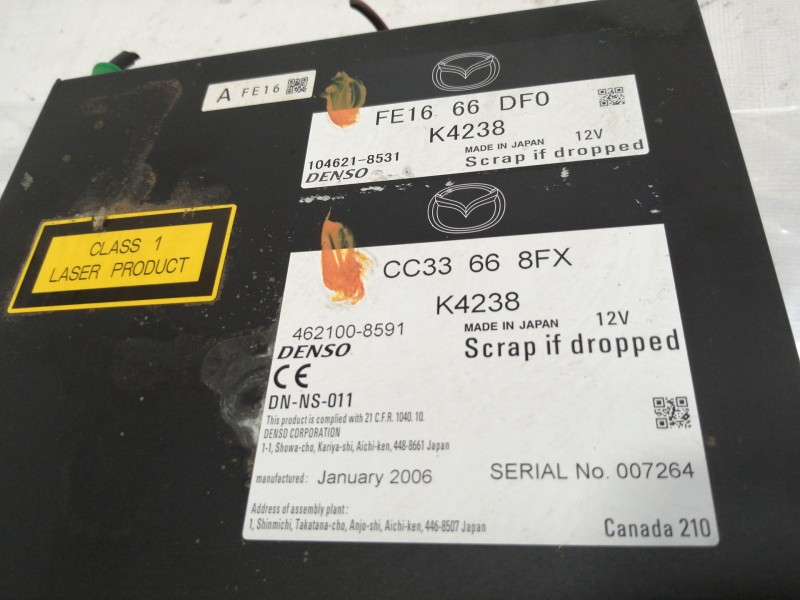 A FE16
FE16 66 DF0
K4238
104621-8531
MADE IN JAPAN 12V
DENSO
Scrap if dropped
CLASS 1
LASER PRODUCT
CC33 66 8FX
K4238
462100-8591
MADE IN JAPAN 12V
DENSO
Scrap if dropped
CE
DN-NS-011
This product is complied with 21 C.F.R. 1040. 10.
DENSO CORPORATION
1-1, Showa-cho, Kariya-shi, Aichi-ken, 448-8661 Japan
manufactured: January 2006
SERIAL No. 007264
Address of assembly plant:
1, Shinmichi, Takatana-cho, Anjo-shi, Aichi-ken, 446-8507 Japan
Canada 210